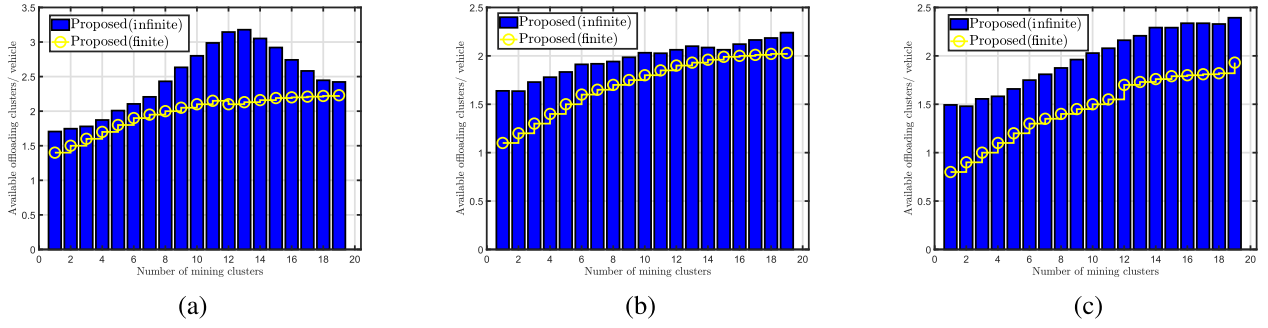 3.5
3
2.5
2
1.5
1
0.5
0
Available offloading clusters/ vehicle
Proposed(infinite)
Proposed(finite)
0 2 4 6 8 10 12 14 16 18 20
Number of mining clusters
(a)
2.5
2
1.5
1
0.5
0
Available offloading clusters/ vehicle
Proposed(infinite)
Proposed(finite)
0 2 4 6 8 10 12 14 16 18 20
Number of mining clusters
(b)
2.5
2
1.5
1
0.5
0
Available offloading clusters/ vehicle
Proposed(infinite)
Proposed(finite)
0 2 4 6 8 10 12 14 16 18 20
Number of mining clusters
(c)